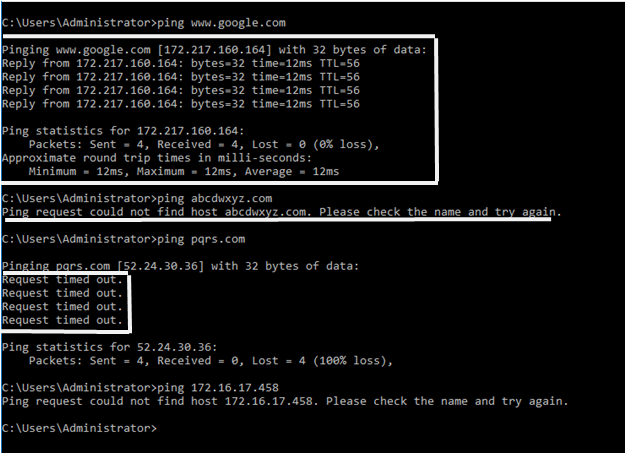 C:\Users\Administrator>ping www.google.com
Pinging www.google.com [172.217.160.164] with 32 bytes of data:
Reply from 172.217.160.164: bytes=32 time=12ms TTL=56
Reply from 172.217.160.164: bytes=32 time=12ms TTL=56
Reply from 172.217.160.164: bytes=32 time=12ms TTL=56
Reply from 172.217.160.164: bytes=32 time=12ms TTL=56
Ping statistics for 172.217.160.164:
Packets: Sent = 4, Received = 4, Lost = 0 (0% loss),
Approximate round trip times in milli-seconds:
Minimum = 12ms, Maximum = 12ms, Average = 12ms
C:\Users\Administrator>ping abcdwxyz.com
Ping request could not find host abcdwxyz.com. Please check the name and try again.
C:\Users\Administrator>ping pqrs.com
Pinging pqrs.com [52.24.30.36] with 32 bytes of data:
Request timed out.
Request timed out.
Request timed out.
Request timed out.
Ping statistics for 52.24.30.36:
Packets: Sent = 4, Received = 0, Lost = 4 (100% loss),
C:\Users\Administrator>ping 172.16.17.458
Ping request could not find host 172.16.17.458. Please check the name and try again.
C:\Users\Administrator>